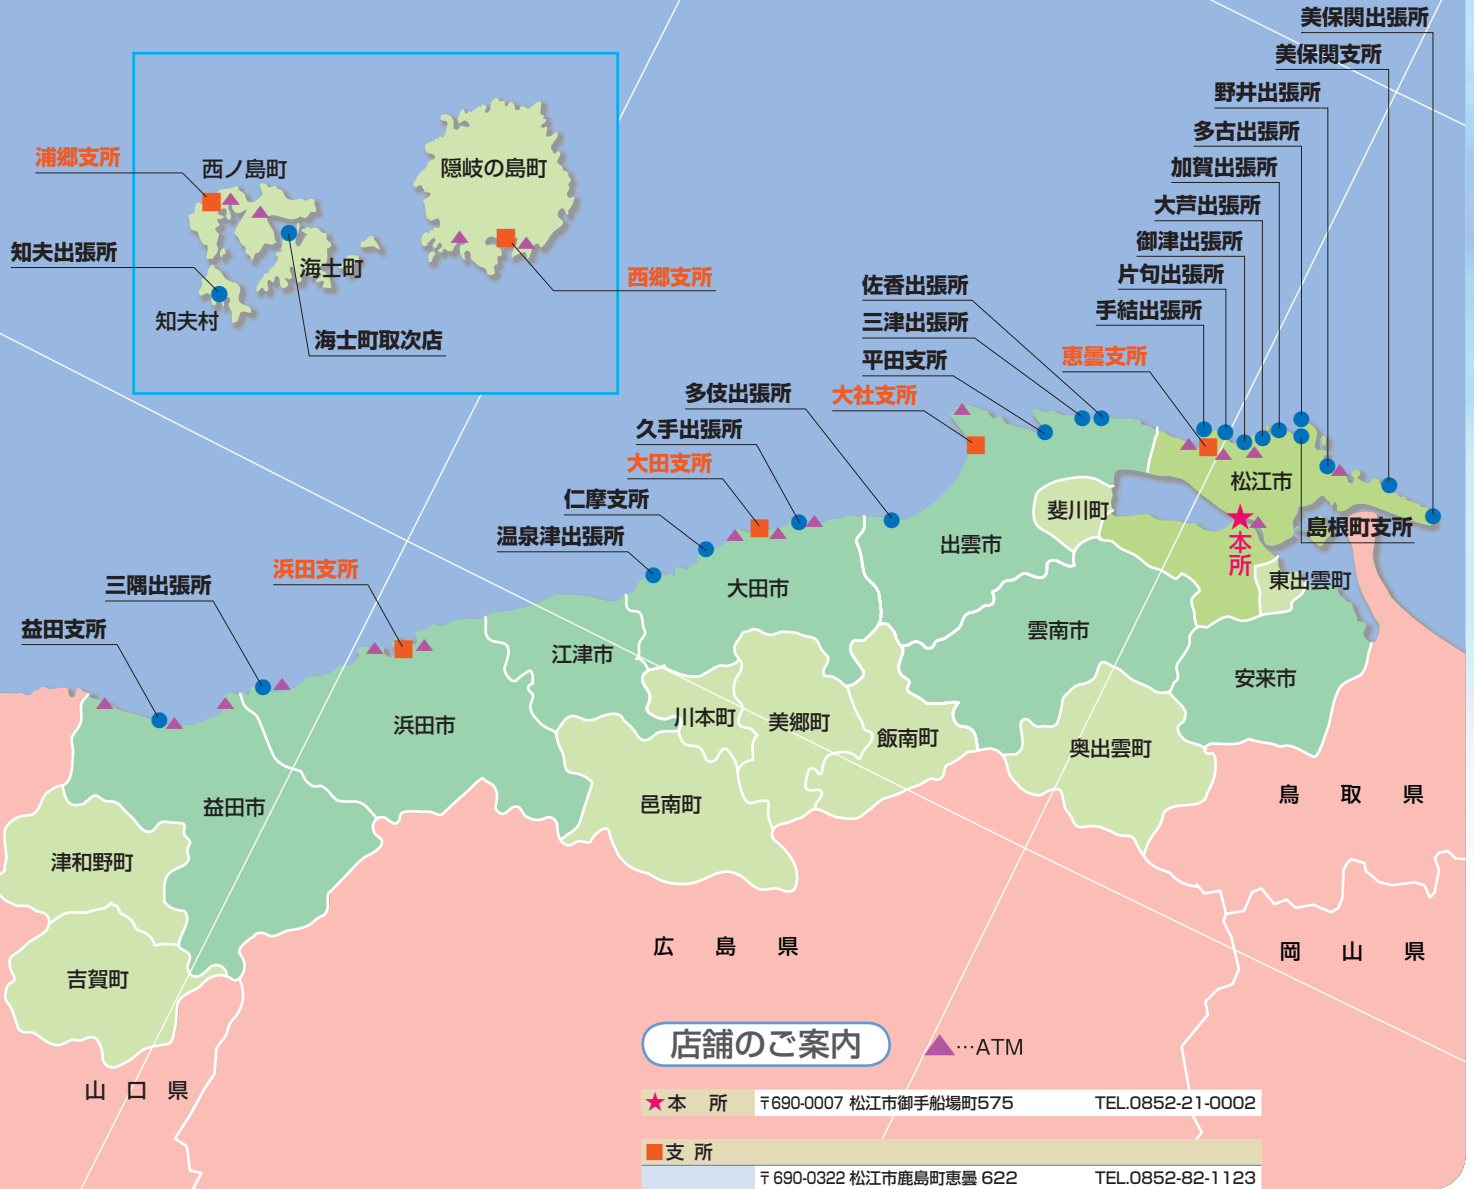 美保関出張所
美保関支所
野井出張所
多古出張所
加賀出張所
大芦出張所
御津出張所
片句出張所
手結出張所
恵曇支所
浦郷支所
西ノ島町
隠岐の島町
知夫出張所
海士町
西郷支所
知夫村
海士町取次店
佐香出張所
三津出張所
平田支所
大社支所
多伎出張所
久手出張所
大田支所
仁摩支所
温泉津出張所
浜田支所
三隅出張所
益田支所
松江市
斐川町
島根町支所
本所
出雲市
東出雲町
大田市
雲南市
江津市
安来市
川本町
美郷町
浜田市
飯南町
奥出雲町
邑南町
益田市
鳥取県
津和野町
広島県
岡山県
吉賀町
山口県
店舗のご案内
…ATM
★本 所 〒690-0007 松江市御手船場町575 TEL.0852-21-0002
■支 所
〒690-0322 松江市鹿島町恵曇 622 TEL.0852-82-1123